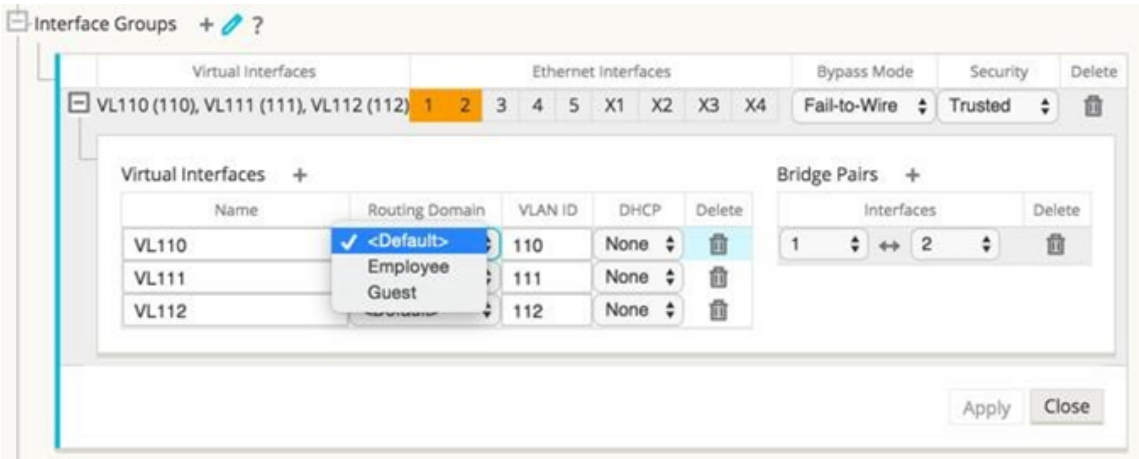 Interface Groups + ?
Virtual Interfaces Ethernet Interfaces Bypass Mode Security Delete
VL110 (110), VL111 (111), VL112 (112) 1 2 3 4 5 X1 X2 X3 X4 Fail-to-Wire Trusted
Virtual Interfaces +
Name Routing Domain VLAN ID DHCP Delete
VL110 <Default> 110 None
Employee
VL111 111 None
Guest
VL112 <Default> 112 None
Bridge Pairs +
Interfaces Delete
1 ↔ 2
Apply Close